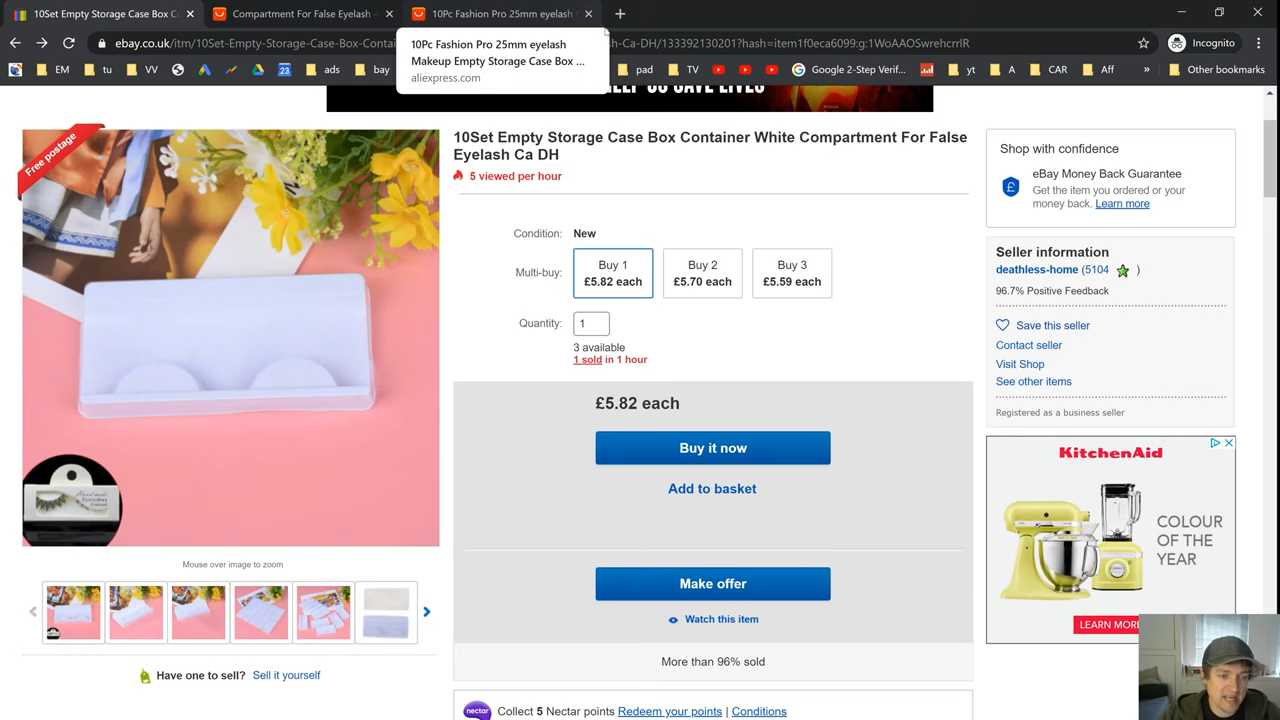 10Set Empty Storage Case Box C
Compartment For False Eyelash –
10Pc Fashion Pro 25mm eyelash
ebay.co.uk/itm/10Set-Empty-Storage-Case-Box-Contai
-Ca-DH/133392130201?hash=item1f0eca6099:g:1WoAAOSwrehcrrlR
Incognito
10Pc Fashion Pro 25mm eyelash
Makeup Empty Storage Case Box ...
aliexpress.com
EM
tu
VV
23
ads
bay
pad
TV
Google 2-Step Verif...
yt
A
CAR
Aff
»
Other bookmarks
HELP US SAVE LIVES
Free postage
10Set Empty Storage Case Box Container White Compartment For False
Eyelash Ca DH
5 viewed per hour
Condition: New
Multi-buy:
Buy 1
£5.82 each
Buy 2
£5.70 each
Buy 3
£5.59 each
Quantity: 1
3 available
1 sold in 1 hour
£5.82 each
Buy it now
Add to basket
Make offer
Watch this item
More than 96% sold
nectar
Collect 5 Nectar points Redeem your points | Conditions
Mouse over image to zoom
Have one to sell? Sell it yourself
Shop with confidence
eBay Money Back Guarantee
Get the item you ordered or your
money back. Learn more
Seller information
deathless-home (5104 )
96.7% Positive Feedback
Save this seller
Contact seller
Visit Shop
See other items
Registered as a business seller
KitchenAid
COLOUR
OF THE
YEAR
LEARN MORE